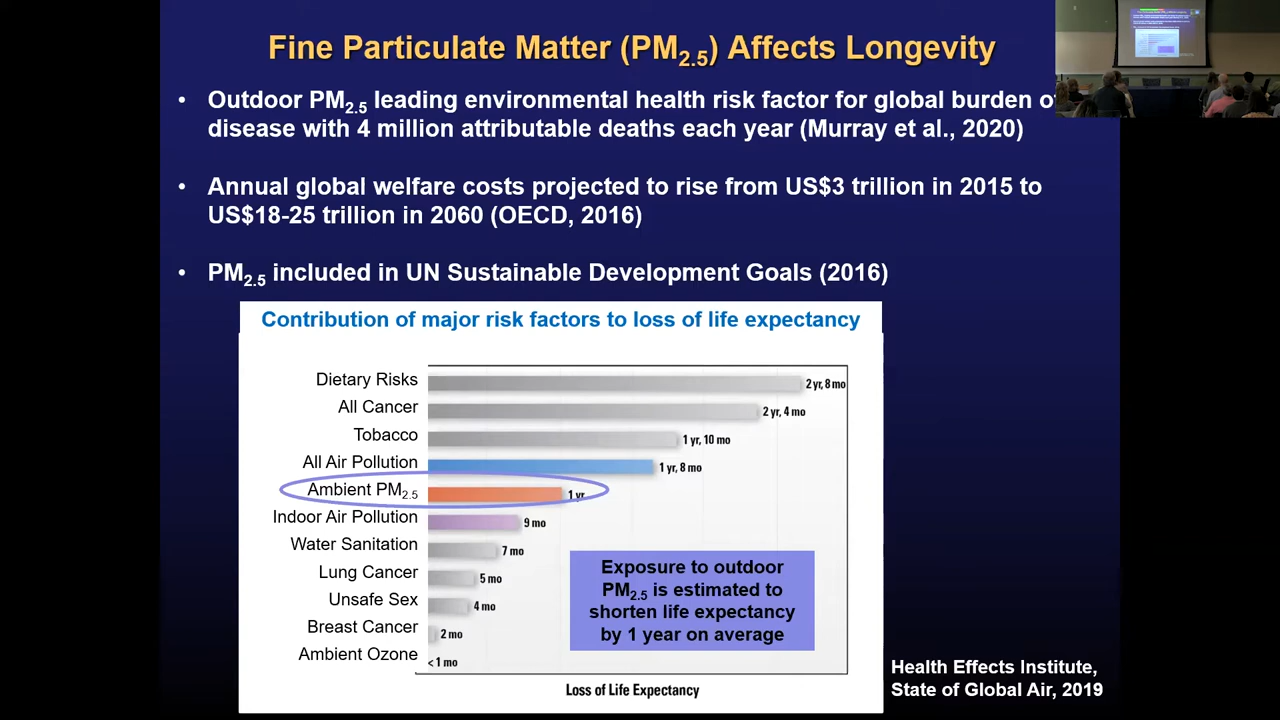 Fine Particulate Matter (PM2.5) Affects Longevity
• Outdoor PM2.5 leading environmental health risk factor for global burden o
disease with 4 million attributable deaths each year (Murray et al., 2020)
• Annual global welfare costs projected to rise from US$3 trillion in 2015 to
US$18-25 trillion in 2060 (OECD, 2016)
• PM2.5 included in UN Sustainable Development Goals (2016)
Contribution of major risk factors to loss of life expectancy
Dietary Risks 2 yr, 8 mo
All Cancer 2 yr, 4 mo
Tobacco 1 yr, 10 mo
All Air Pollution 1 yr, 8 mo
Ambient PM2.5 1 yr
Indoor Air Pollution 9 mo
Water Sanitation 7 mo
Lung Cancer 5 mo
Unsafe Sex 4 mo
Breast Cancer 2 mo
Ambient Ozone < 1 mo
Exposure to outdoor
PM2.5 is estimated to
shorten life expectancy
by 1 year on average
Loss of Life Expectancy
Health Effects Institute,
State of Global Air, 2019